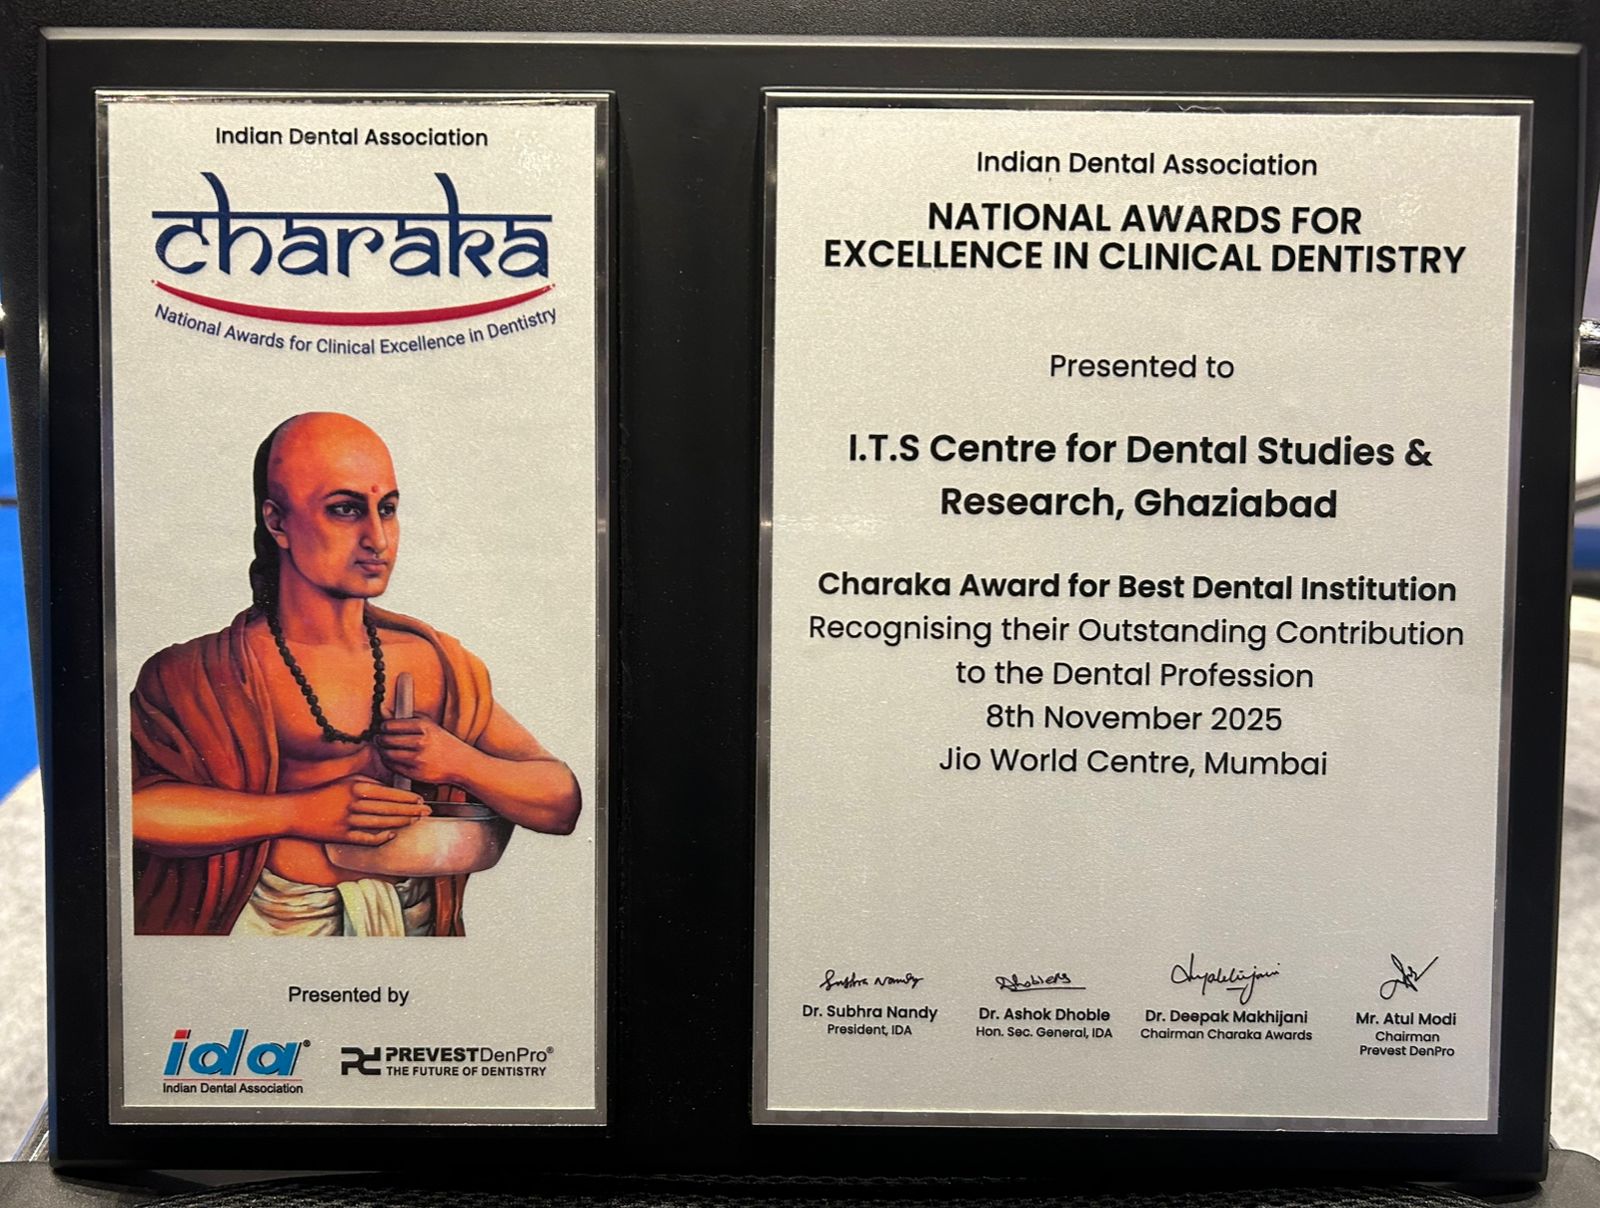 Indian Dental Association
charaka
National Awards for Clinical Excellence in Dentistry
Presented by
ida®
Indian Dental Association
PREVESTDenPro®
THE FUTURE OF DENTISTRY
Indian Dental Association
NATIONAL AWARDS FOR
EXCELLENCE IN CLINICAL DENTISTRY
Presented to
I.T.S Centre for Dental Studies &
Research, Ghaziabad
Charaka Award for Best Dental Institution
Recognising their Outstanding Contribution
to the Dental Profession
8th November 2025
Jio World Centre, Mumbai
Subhra Nandy
Dr. Subhra Nandy
President, IDA
Dr. Ashok Dhoble
Hon. Sec. General, IDA
Dr. Deepak Makhijani
Chairman Charaka Awards
Mr. Atul Modi
Chairman
Prevest DenPro